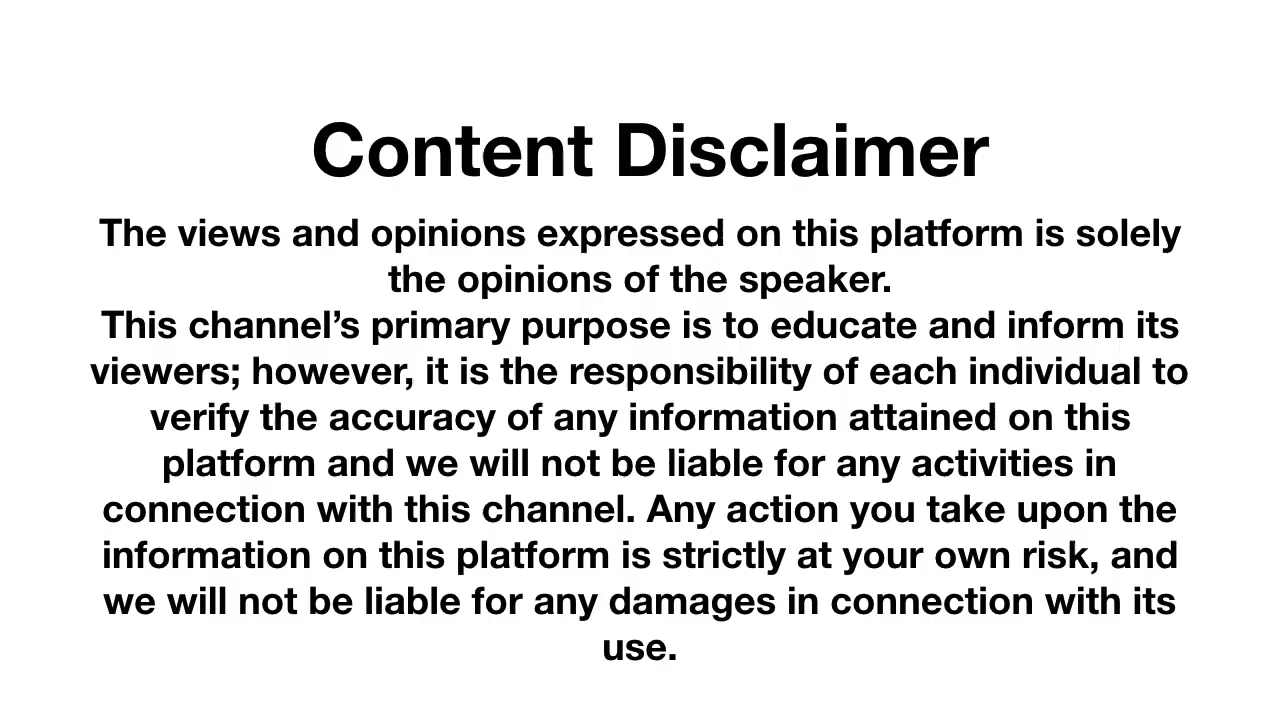 Content Disclaimer
The views and opinions expressed on this platform is solely
the opinions of the speaker.
This channel’s primary purpose is to educate and inform its
viewers; however, it is the responsibility of each individual to
verify the accuracy of any information attained on this
platform and we will not be liable for any activities in
connection with this channel. Any action you take upon the
information on this platform is strictly at your own risk, and
we will not be liable for any damages in connection with its
use.